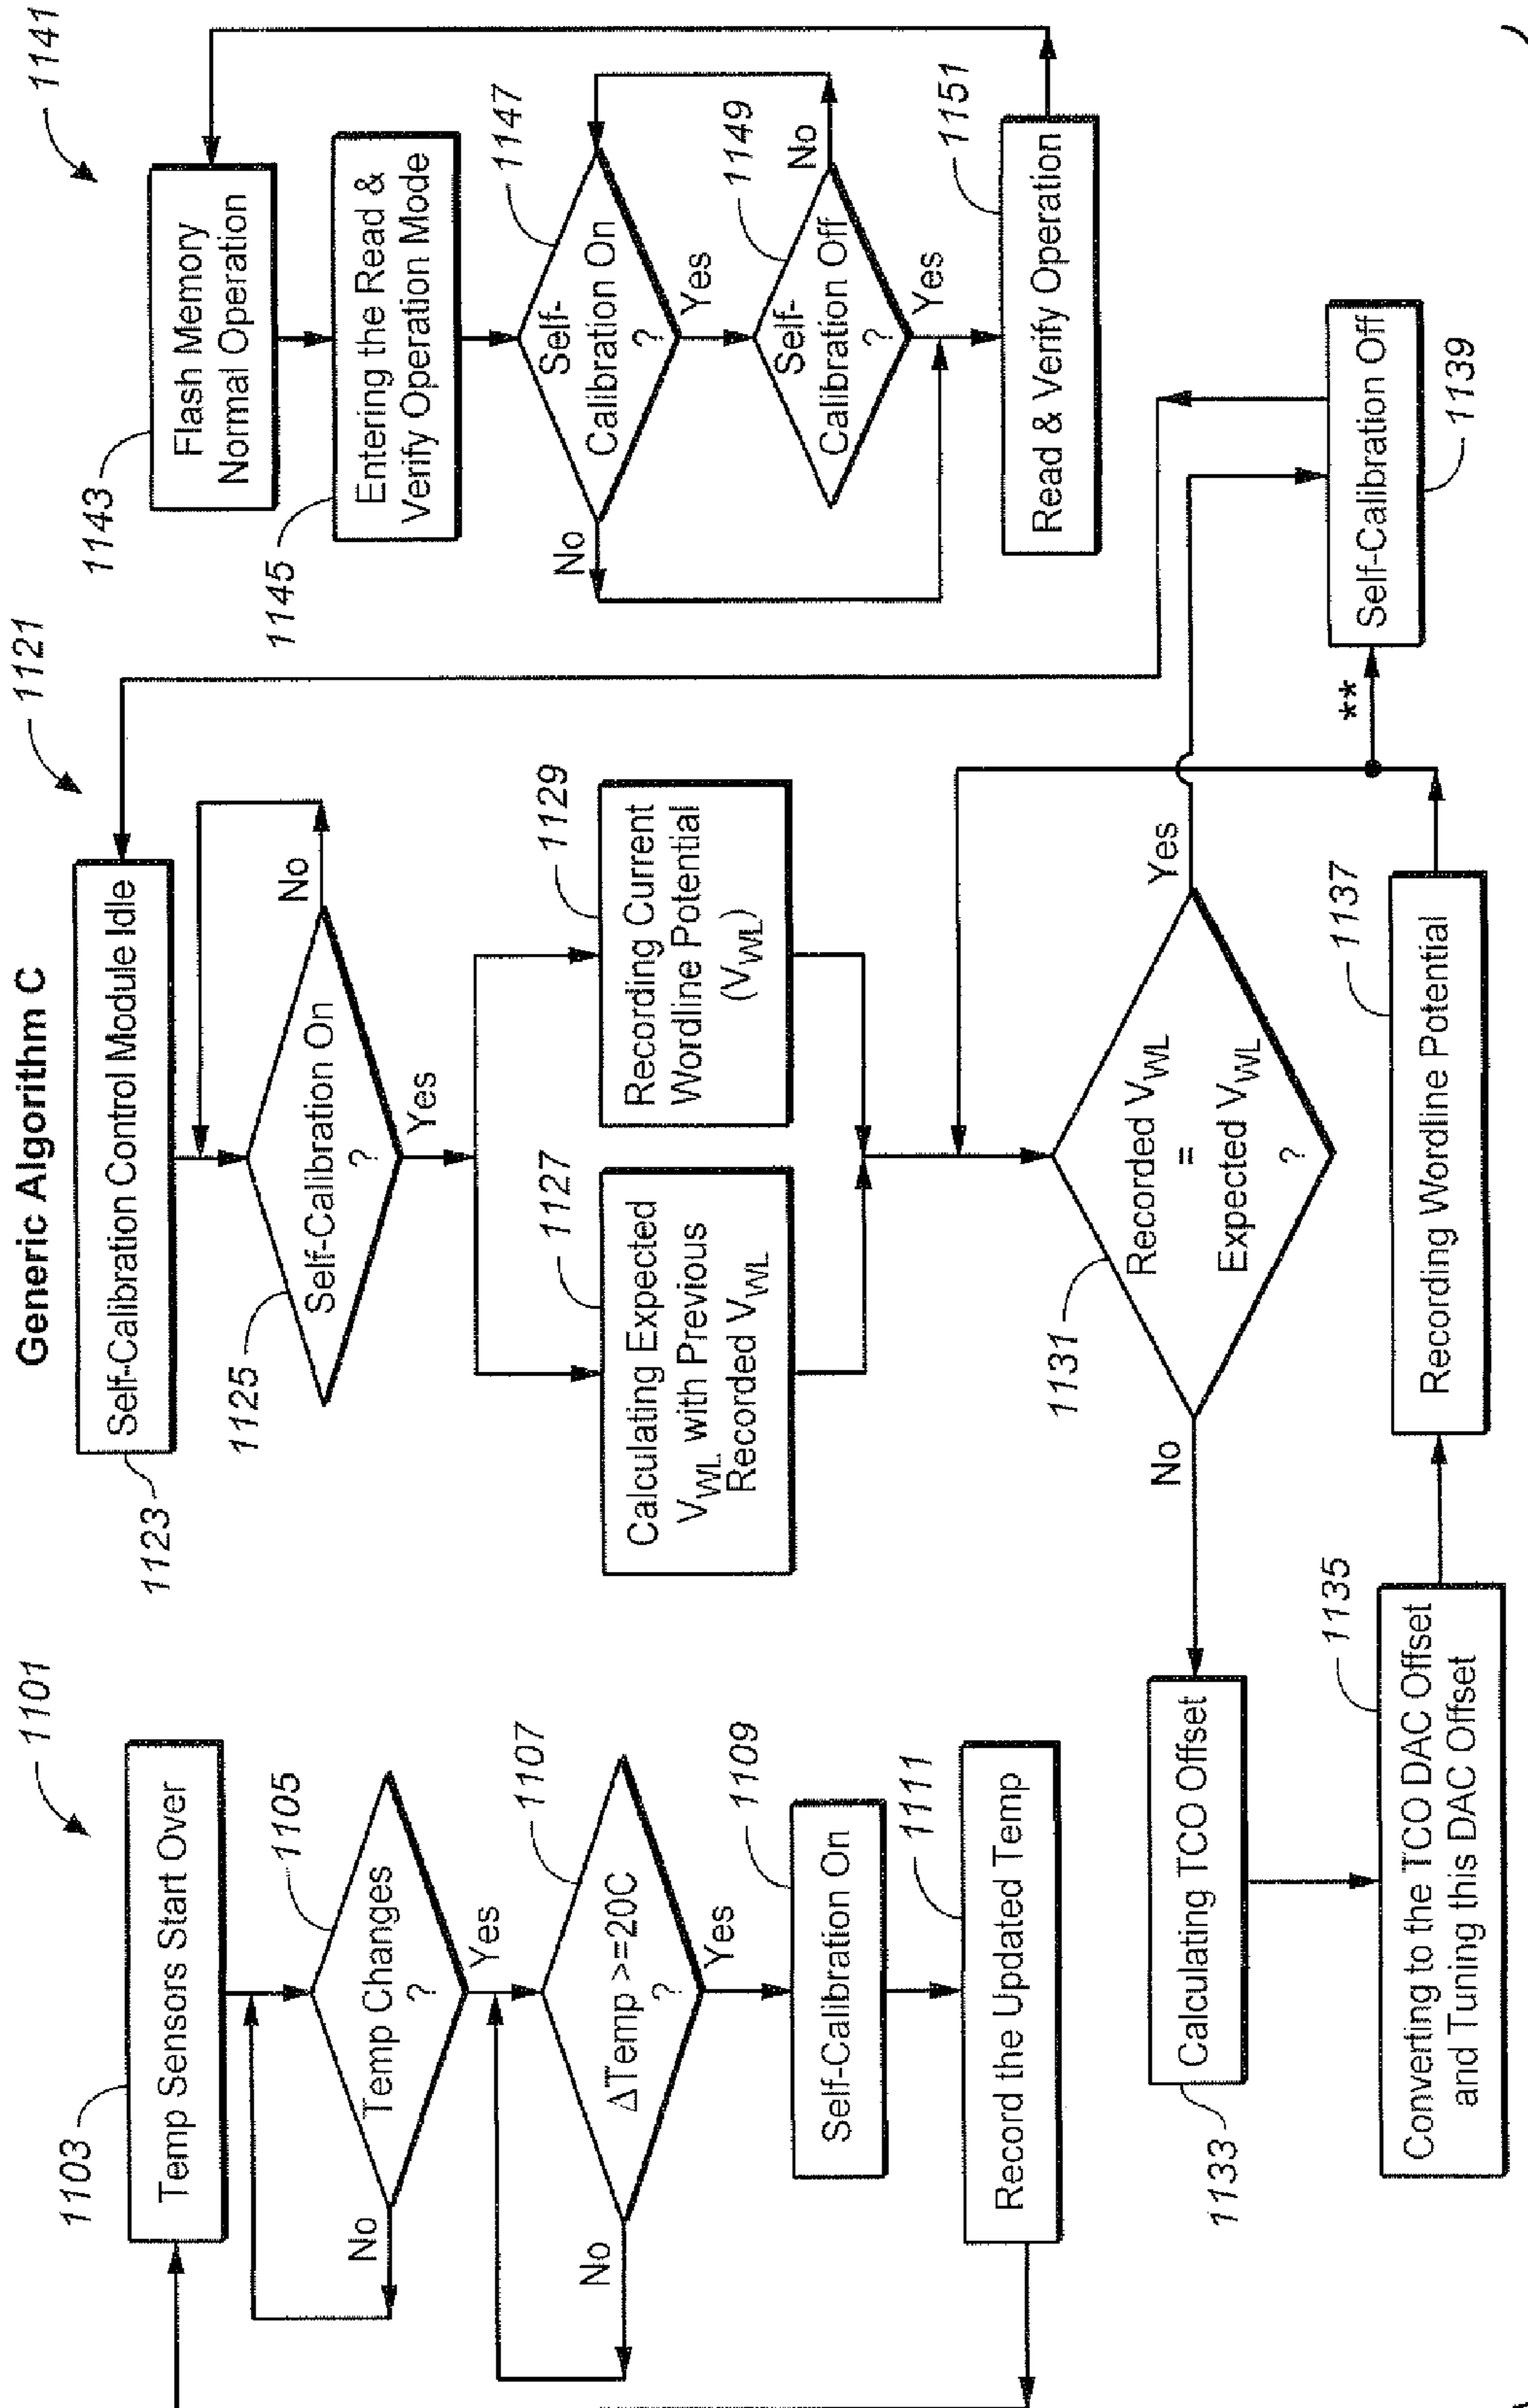 Generic Algorithm C
1101
1103
Temp Sensors Start Over
1105
Temp Changes
?
No
Yes
1107
ΔTemp >=20C
?
No
Yes
1109
Self-Calibration On
1111
Record the Updated Temp
1121
1123
Self-Calibration Control Module Idle
1125
Self-Calibration On
?
No
Yes
1127
Calculating Expected
VWL with Previous
Recorded VWL
1129
Recording Current
Wordline Potential
(VWL)
1131
Recorded VWL
=
Expected VWL
?
No
Yes
1133
Calculating TCO Offset
1135
Converting to the TCO DAC Offset
and Tuning this DAC Offset
1137
Recording Wordline Potential
**
Self-Calibration Off
1139
1141
1143
Flash Memory
Normal Operation
1145
Entering the Read &
Verify Operation Mode
1147
Self-
Calibration On
?
No
Yes
1149
Self-
Calibration Off
?
No
Yes
1151
Read & Verify Operation